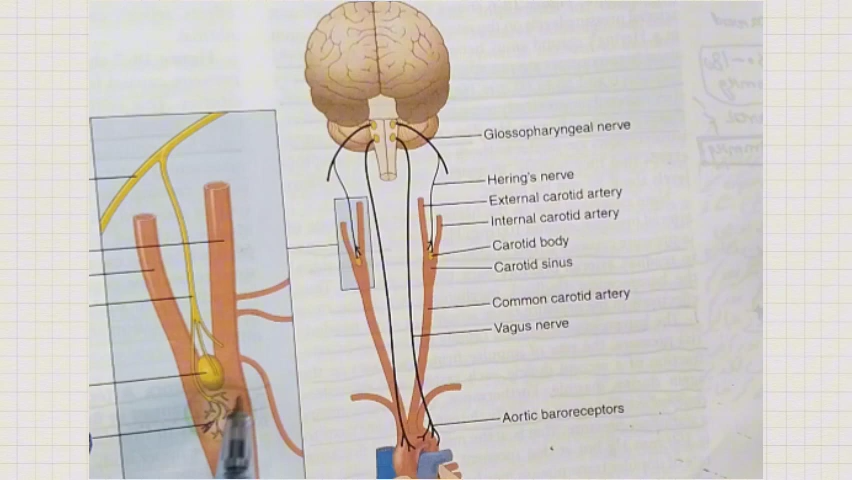 Glossopharyngeal nerve
Hering's nerve
External carotid artery
Internal carotid artery
Carotid body
Carotid sinus
Common carotid artery
Vagus nerve
Aortic baroreceptors